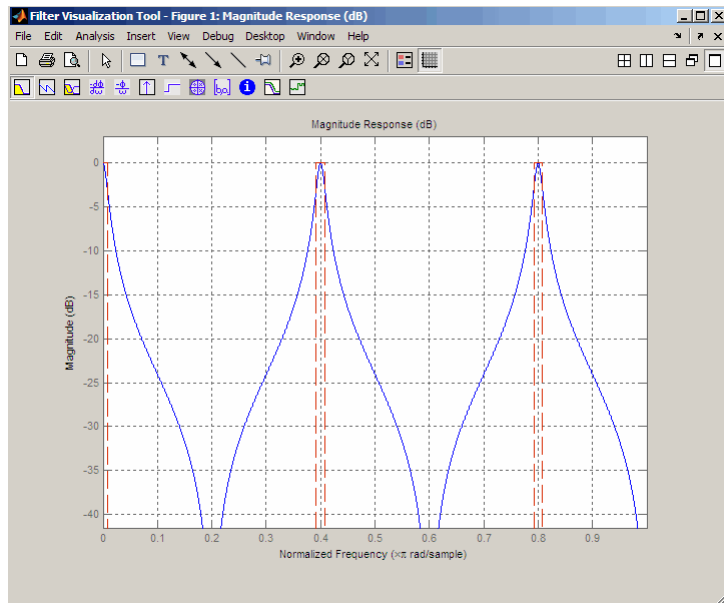 Filter Visualization Tool - Figure 1: Magnitude Response (dB)
File Edit Analysis Insert View Debug Desktop Window Help
Magnitude Response (dB)
Magnitude (dB)
0
-5
-10
-15
-20
-25
-30
-35
-40
0 0.1 0.2 0.3 0.4 0.5 0.6 0.7 0.8 0.9
Normalized Frequency (×π rad/sample)